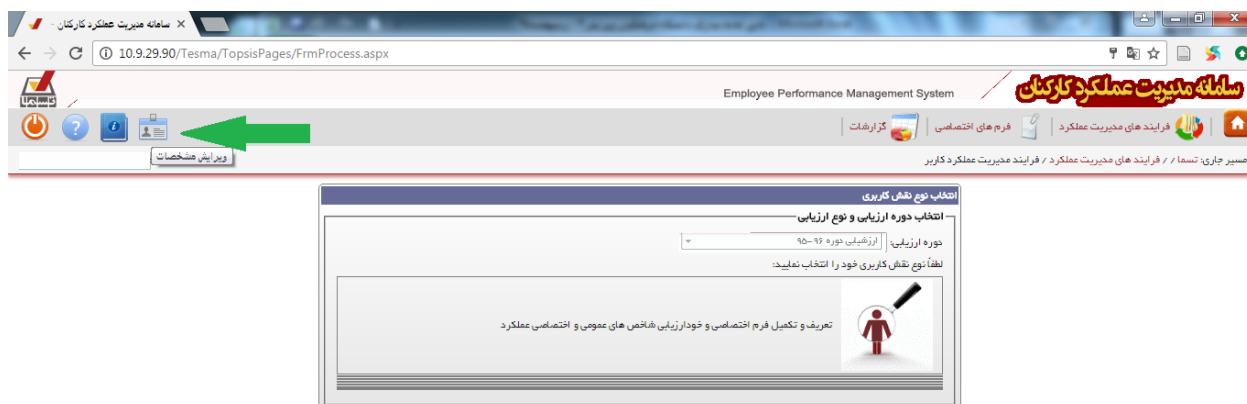 سامانه مدیریت عملکرد کارکنان -
10.9.29.90/Tesma/TopsisPages/FrmProcess.aspx
Employee Performance Management System
سامانه مدیریت عملکرد کارکنان
فرایند های مدیریت عملکرد | فرم های اختصاصی | گزارشات |
ویرایش مشخصات
مسیر جاری: تسما / / فرایند های مدیریت عملکرد / فرایند مدیریت عملکرد کاربر
انتخاب نوع نقش کاربری
انتخاب دوره ارزیابی و نوع ارزیابی
دوره ارزیابی: ارزشیابی دوره ۹۶-۹۵
لطفاً نوع نقش کاربری خود را انتخاب نمایید:
تعریف و تکمیل فرم اختصاصی و خودارزیابی شاخص های عمومی و اختصاصی عملکرد